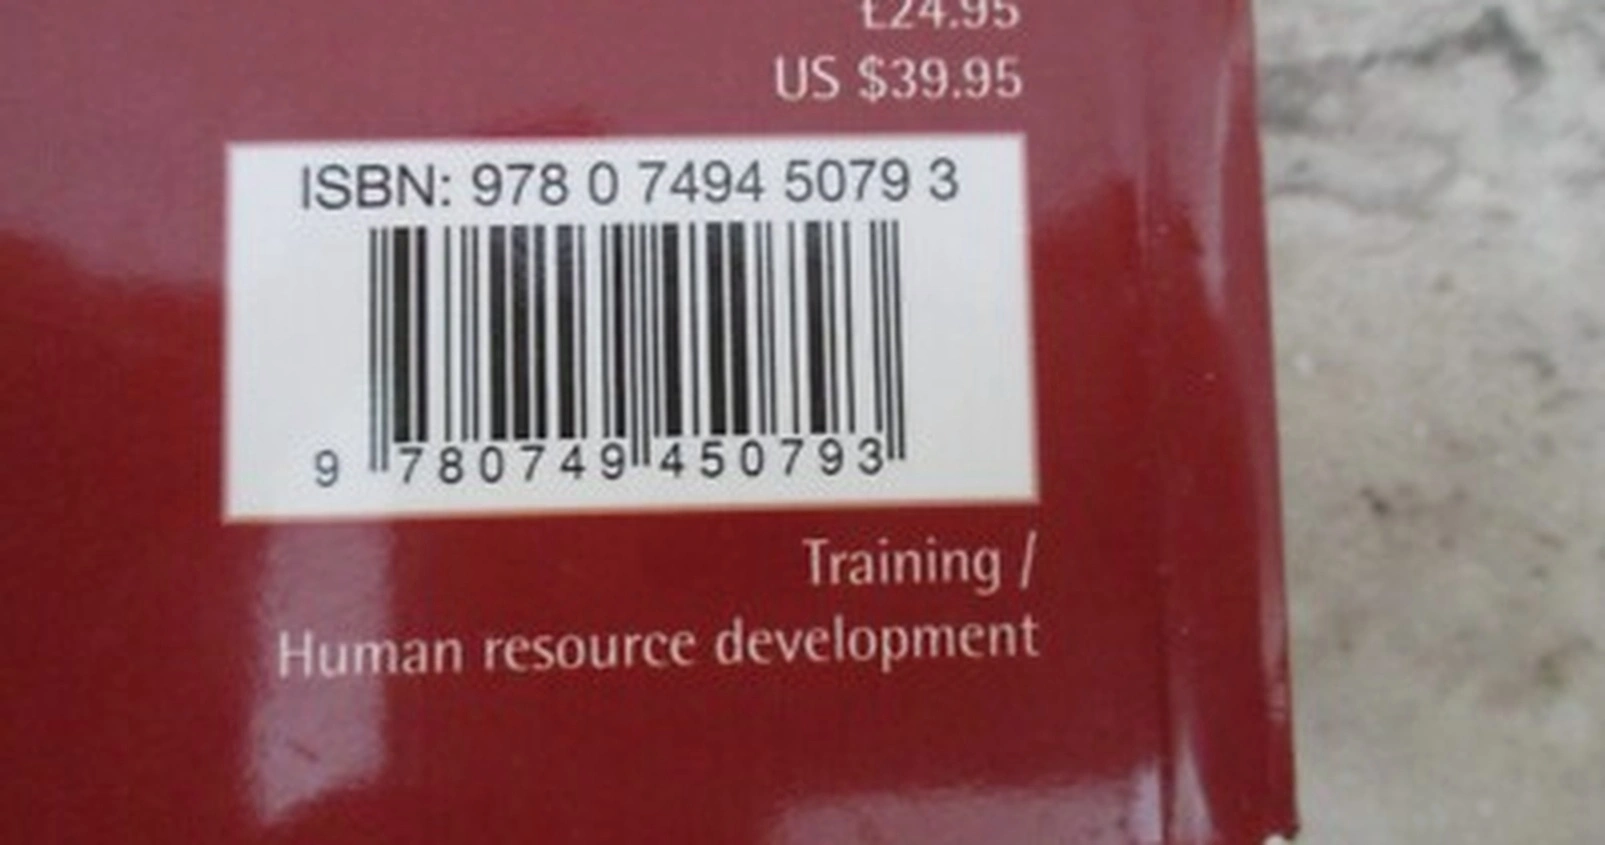 £24.95
US $39.95
ISBN: 978 0 7494 5079 3
9 780749 450793
Training /
Human resource development